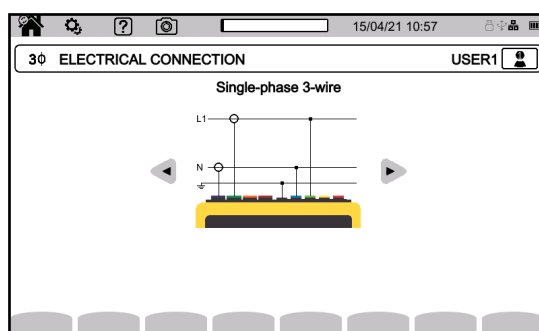 15/04/21 10:57
3ϕ ELECTRICAL CONNECTION USER1
Single-phase 3-wire
L1
N